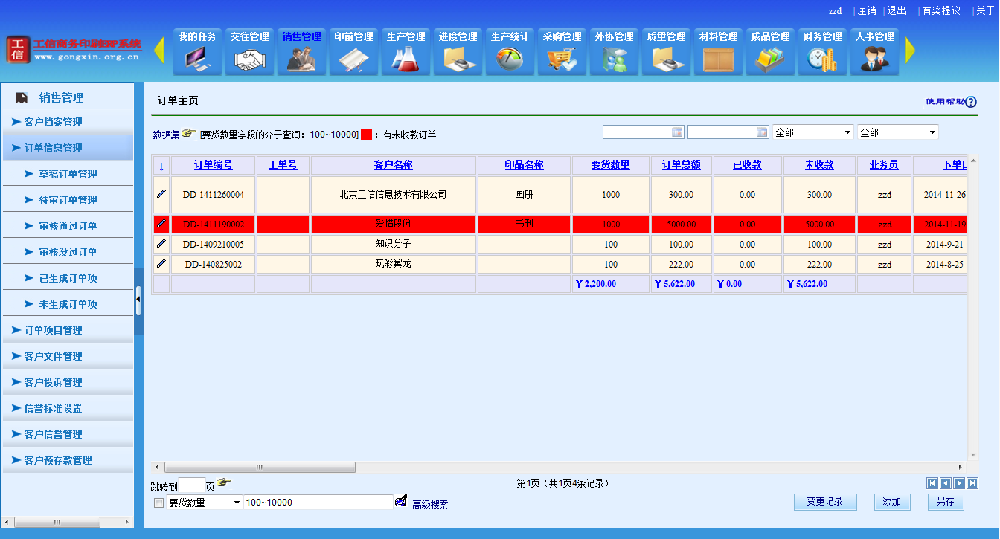 zzd | 注销 | 退出 | 有奖提议 | 关于
工信
工信商务印刷ERP系统
www.gongxin.org.cn
我的任务 交往管理 销售管理 印前管理 生产管理 进度管理 生产统计 采购管理 外协管理 质量管理 材料管理 成品管理 财务管理 人事管理
销售管理
客户档案管理
订单信息管理
草稿订单管理
待审订单管理
审核通过订单
审核没过订单
已生成订单项
未生成订单项
订单项目管理
客户文件管理
客户投诉管理
信誉标准设置
客户信誉管理
客户预存款管理
订单主页
使用帮助?
数据集 [要货数量字段的介于查询：100~10000] ：有未收款订单 全部 全部
↓ 订单编号 工单号 客户名称 印品名称 要货数量 订单总额 已收款 未收款 业务员 下单日
DD-1411260004 北京工信信息技术有限公司 画册 1000 300.00 0.00 300.00 zzd 2014-11-26
DD-1411190002 爱惜股份 书刊 1000 5000.00 0.00 5000.00 zzd 2014-11-19
DD-1409210005 知识分子 100 100.00 0.00 100.00 zzd 2014-9-21
DD-140825002 玩彩翼龙 100 222.00 0.00 222.00 zzd 2014-8-25
￥2,200.00 ￥5,622.00 ￥0.00 ￥5,622.00
跳转到 页
第1页（共1页4条记录）
要货数量 100~10000 高级搜索
变更记录 添加 另存